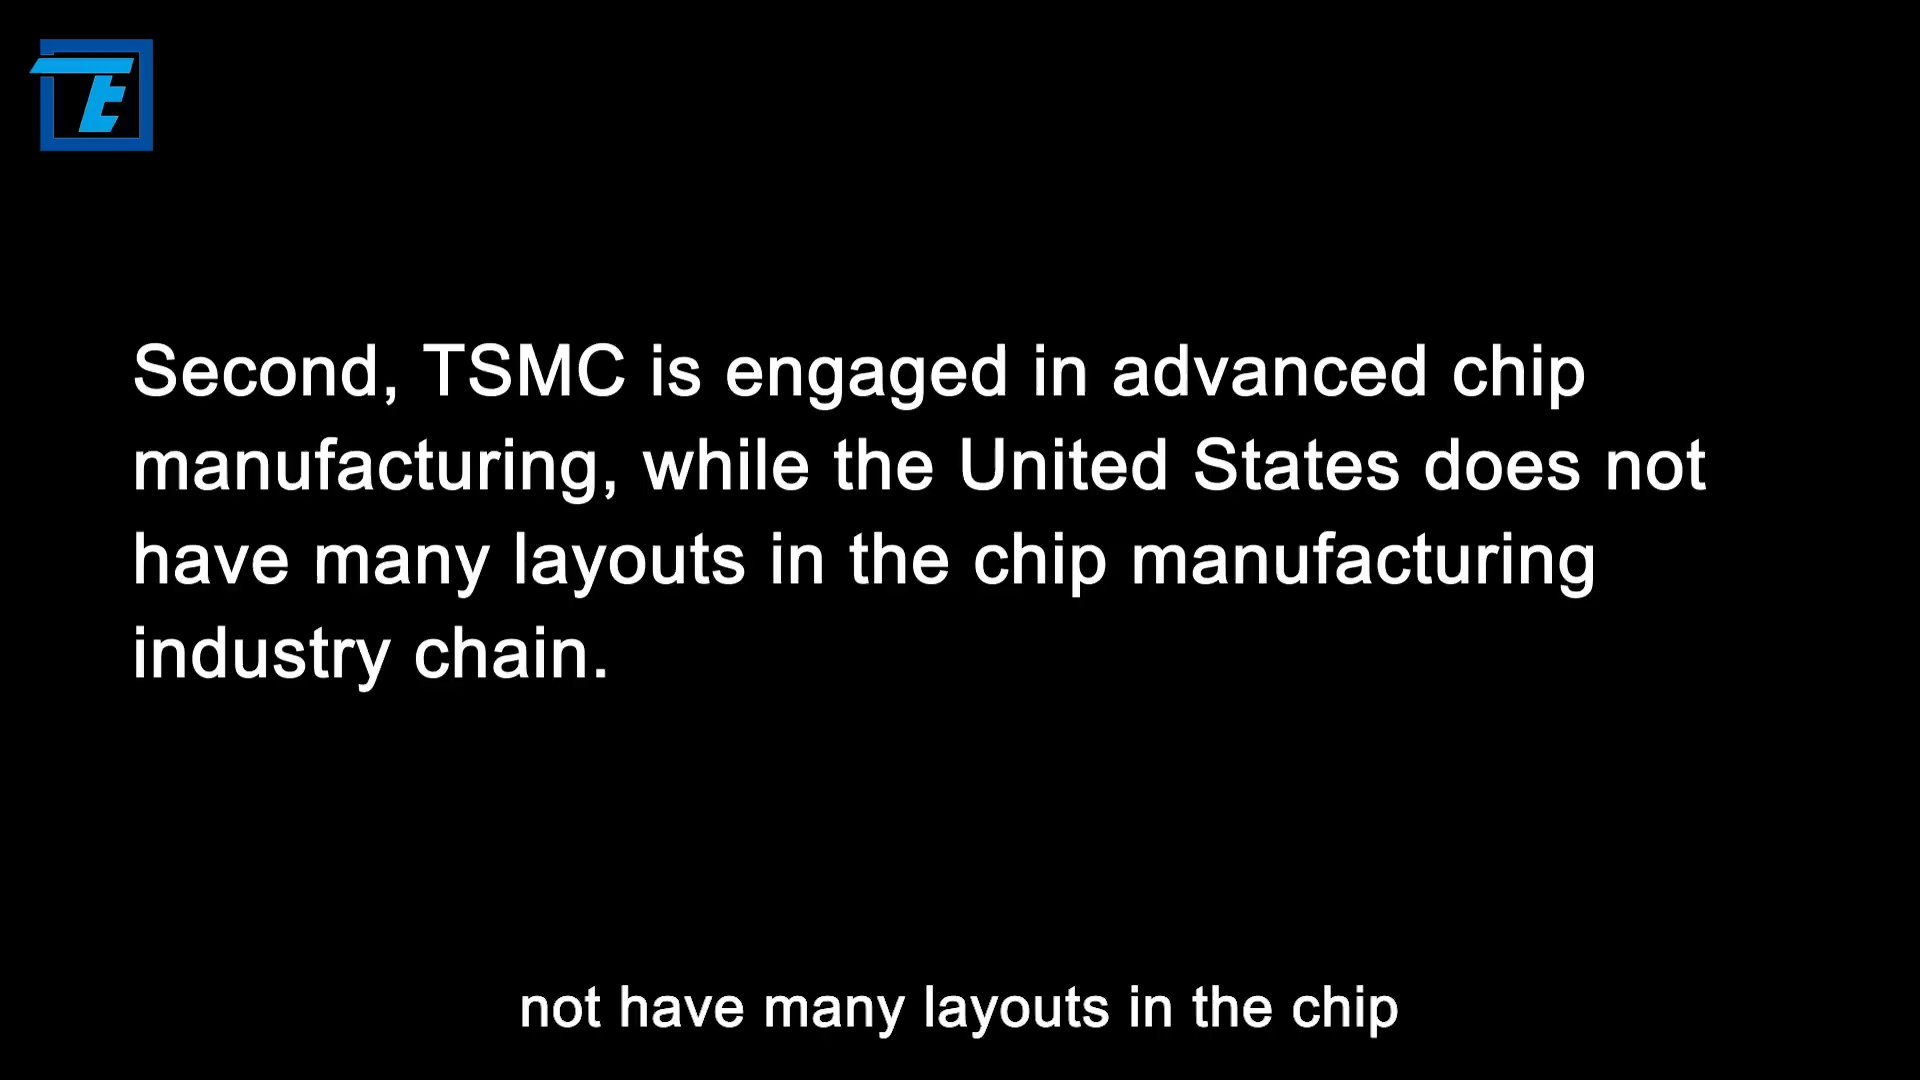 TE
Second, TSMC is engaged in advanced chip
manufacturing, while the United States does not
have many layouts in the chip manufacturing
industry chain.
not have many layouts in the chip